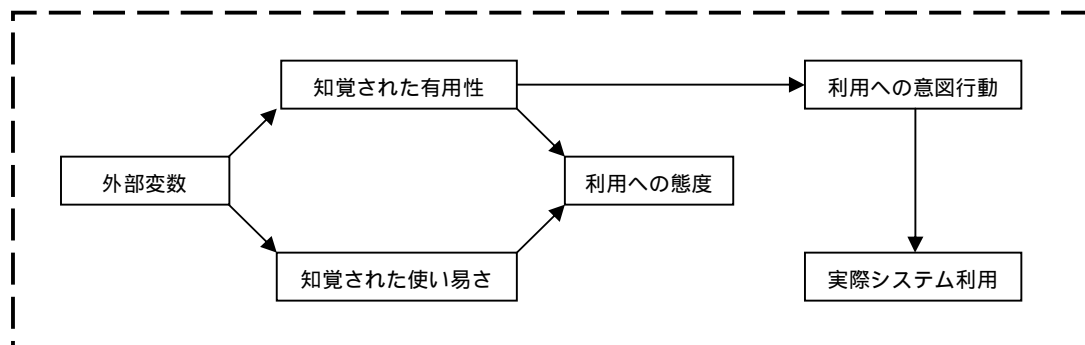 知覚された有用性
利用への意図行動
外部変数
利用への態度
知覚された使い易さ
実際システム利用